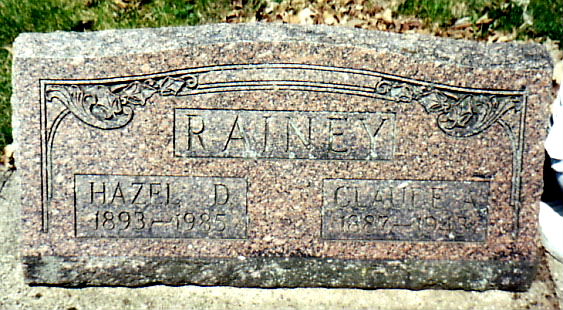 RAINEY
HAZEL D.
1893–1985
CLAUDE A.